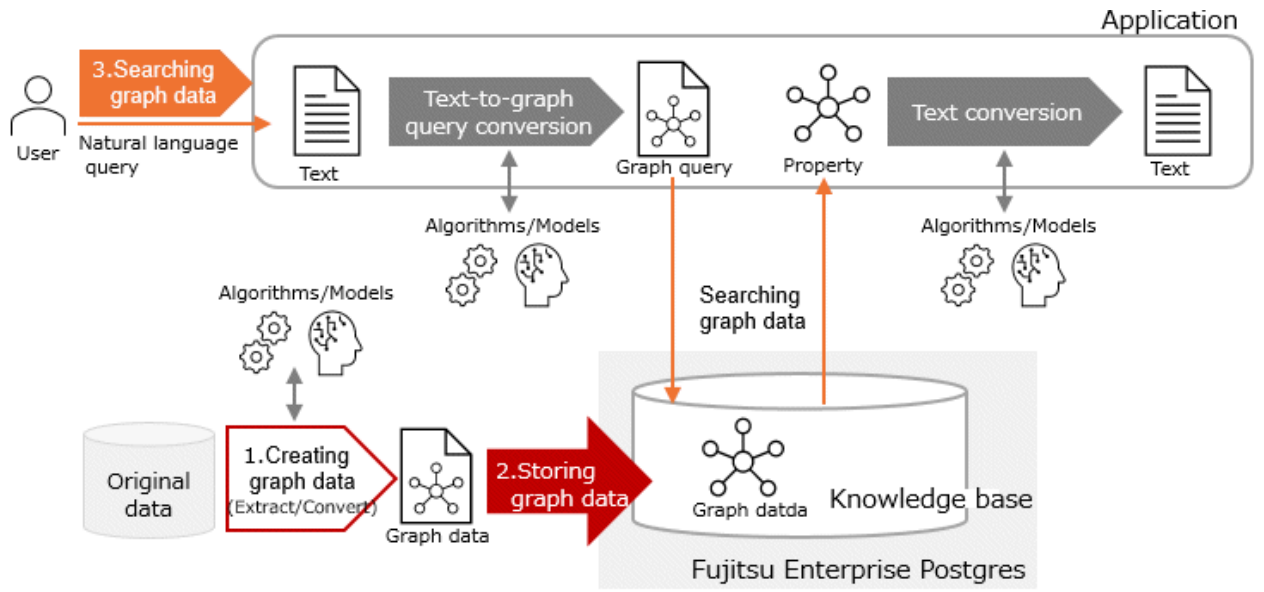 Application
3.Searching
graph data
User
Natural language
query
Text
Text-to-graph
query conversion
Graph query
Property
Text conversion
Text
Algorithms/Models
Algorithms/Models
Algorithms/Models
Searching
graph data
Original
data
1.Creating
graph data
(Extract/Convert)
Graph data
2.Storing
graph data
Graph datda
Knowledge base
Fujitsu Enterprise Postgres